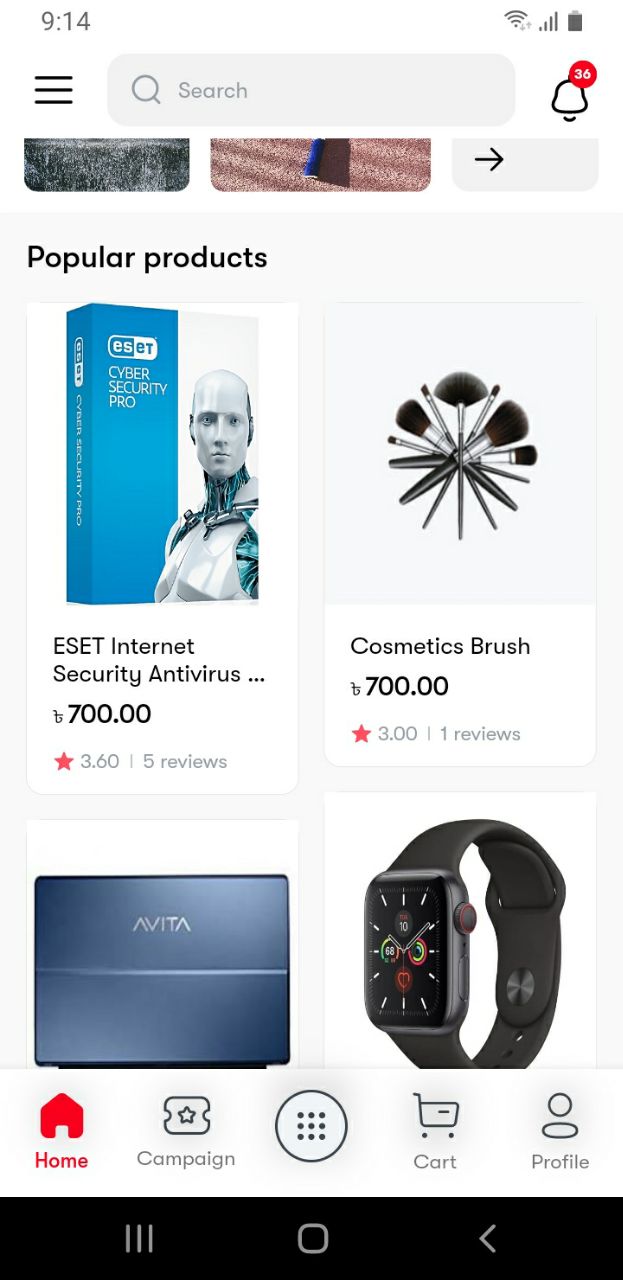 9:14
Search
36
Popular products
eseT
CYBER
SECURITY
PRO
eseT CYBER SECURITY PRO
ESET Internet
Security Antivirus ...
৳ 700.00
3.60 | 5 reviews
Cosmetics Brush
৳ 700.00
3.00 | 1 reviews
AVITA
10
68
Home
Campaign
Cart
Profile